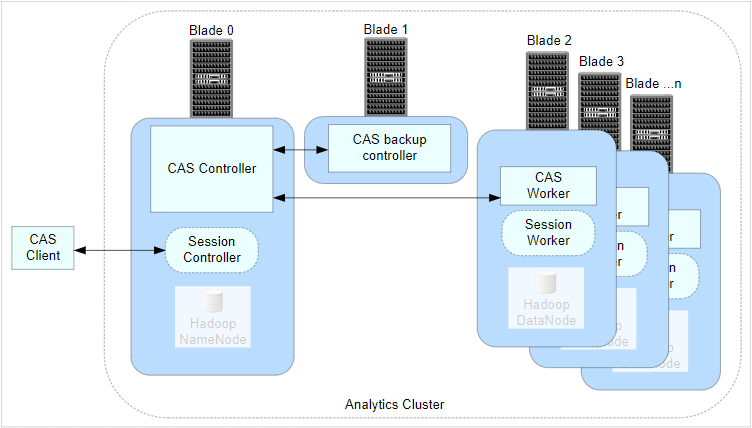 Blade 0
Blade 1
Blade 2
Blade 3
Blade ...n
CAS Controller
CAS backup
controller
CAS
Worker
Session
Controller
Session
Worker
CAS
Client
Hadoop
NameNode
Hadoop
DataNode
Analytics Cluster